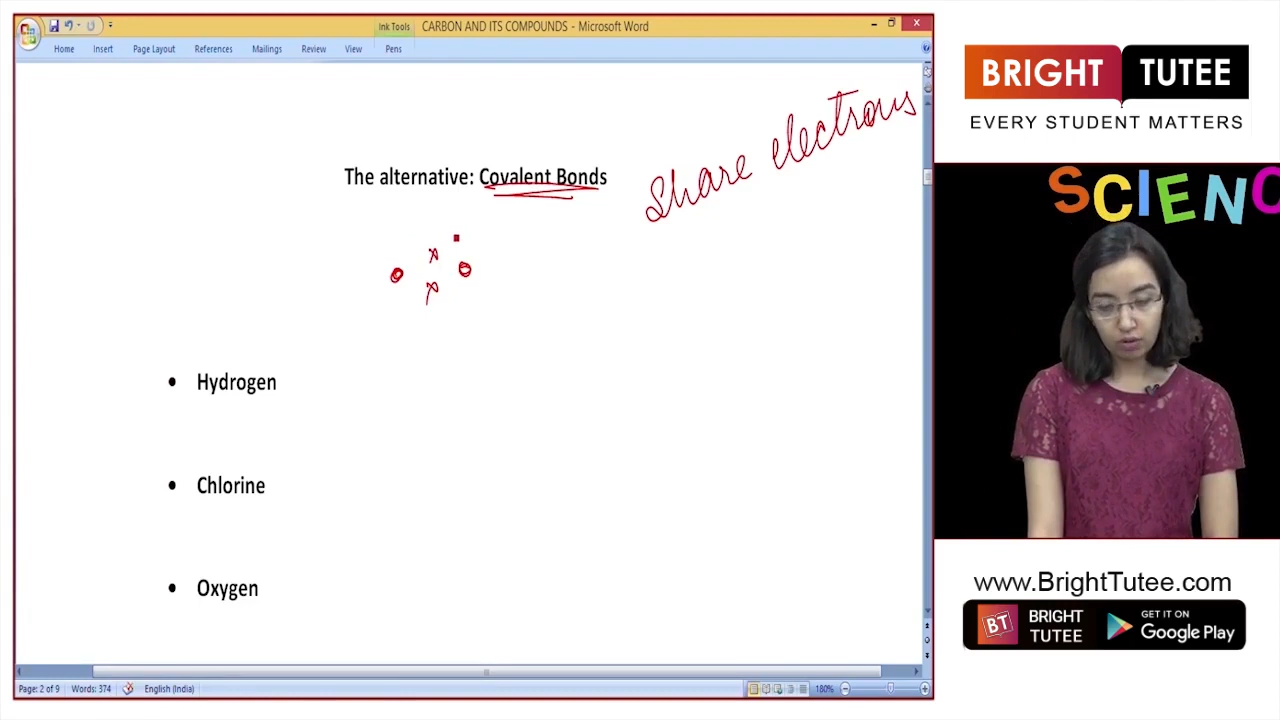 CARBON AND ITS COMPOUNDS - Microsoft Word
Ink Tools
Home Insert Page Layout References Mailings Review View Pens
BRIGHT TUTEE
EVERY STUDENT MATTERS
Share electrons
The alternative: Covalent Bonds
SCIENC
• Hydrogen
• Chlorine
• Oxygen
www.BrightTutee.com
BT BRIGHT TUTEE
GET IT ON Google Play
Page: 2 of 9 Words: 374 English (India) 180%